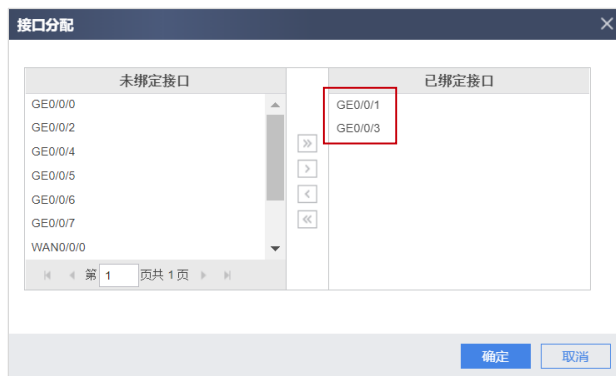 接口分配
未绑定接口
GE0/0/0
GE0/0/2
GE0/0/4
GE0/0/5
GE0/0/6
GE0/0/7
WAN0/0/0
第 1 页共 1 页
已绑定接口
GE0/0/1
GE0/0/3
确定
取消